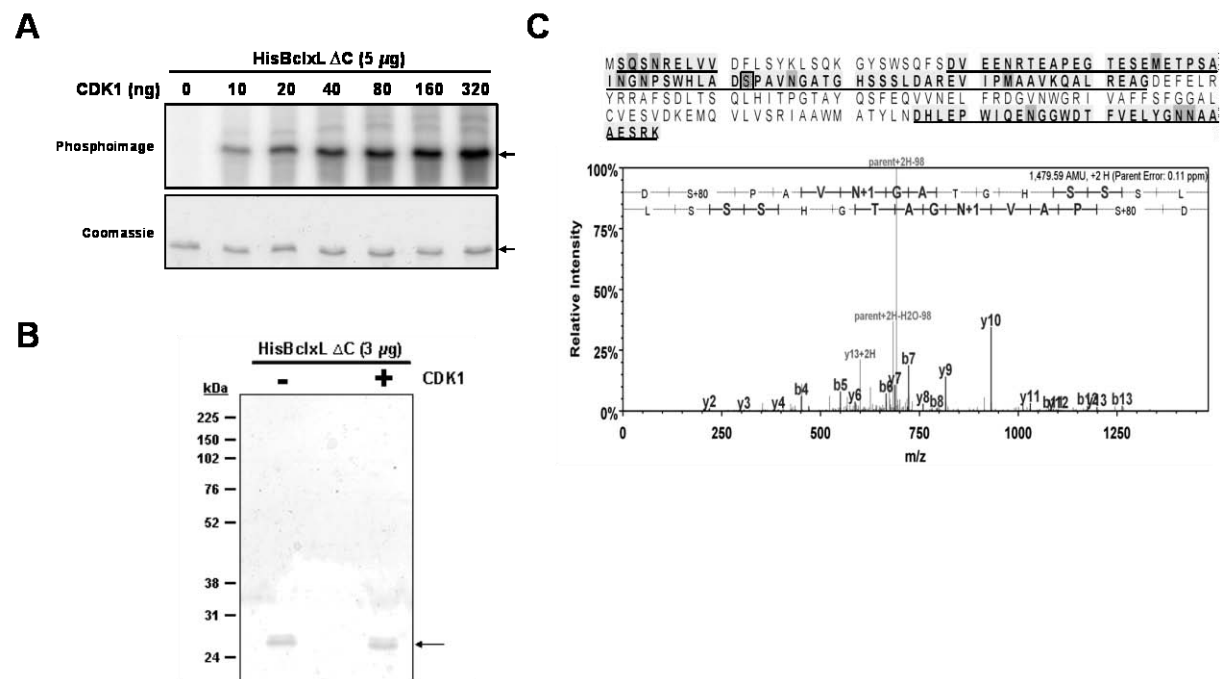 A
HisBclxL ΔC (5 µg)
CDK1 (ng) 0 10 20 40 80 160 320
Phosphoimage
Coomassie
B
HisBclxL ΔC (3 µg)
- + CDK1
kDa
225
150
102
76
52
38
31
24
C
MSQSNRELVV DFLSYKLSQK GYSWSQFSDV EENRTEAPEG TESEMETPSA
INGNPSWHLA DSPAVNGATG HSSSLDAREV IPMAAVKQAL REAGDEFELR
YRRAFSDLTS QLHITPGTAY QSFEQVVNEL FRDGVNWGRI VAFFSFGGAL
CVESVDKEMQ VLVSRIAAWM ATYLNDHLEP WIQENGGWDT FVELYGNNAA
AESRK
parent+2H-98
1,479.59 AMU, +2 H (Parent Error: 0.11 ppm)
D S+80 P A V N+1 G A T G H S S S L
L S S S H G T A G N+1 V A P S+80 D
100%
75%
50%
25%
0%
Relative Intensity
parent+2H-H2O-98
y13+2H
y10
b7
y9
b4
b5
y6
b6
y7
y8
b8
y2
y3
y4
y11
b13
0 250 500 750 1000 1250
m/z